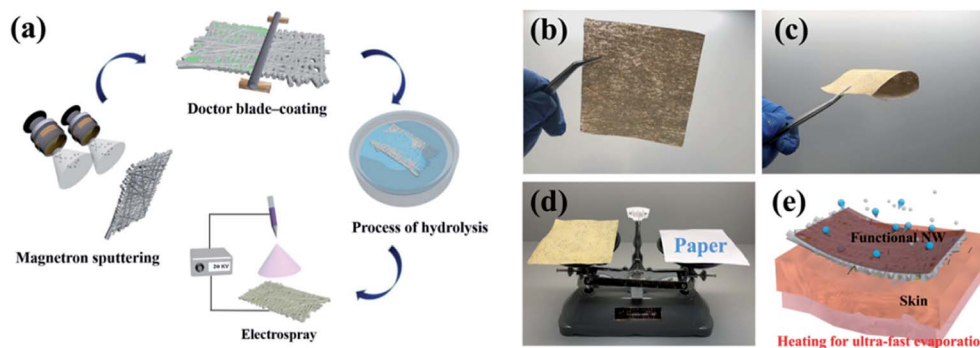 (a)
Doctor blade–coating
Magnetron sputtering
Process of hydrolysis
20 KV
Electrospray
(b)
(c)
(d)
Paper
(e)
Functional NW
Skin
Heating for ultra-fast evaporatio